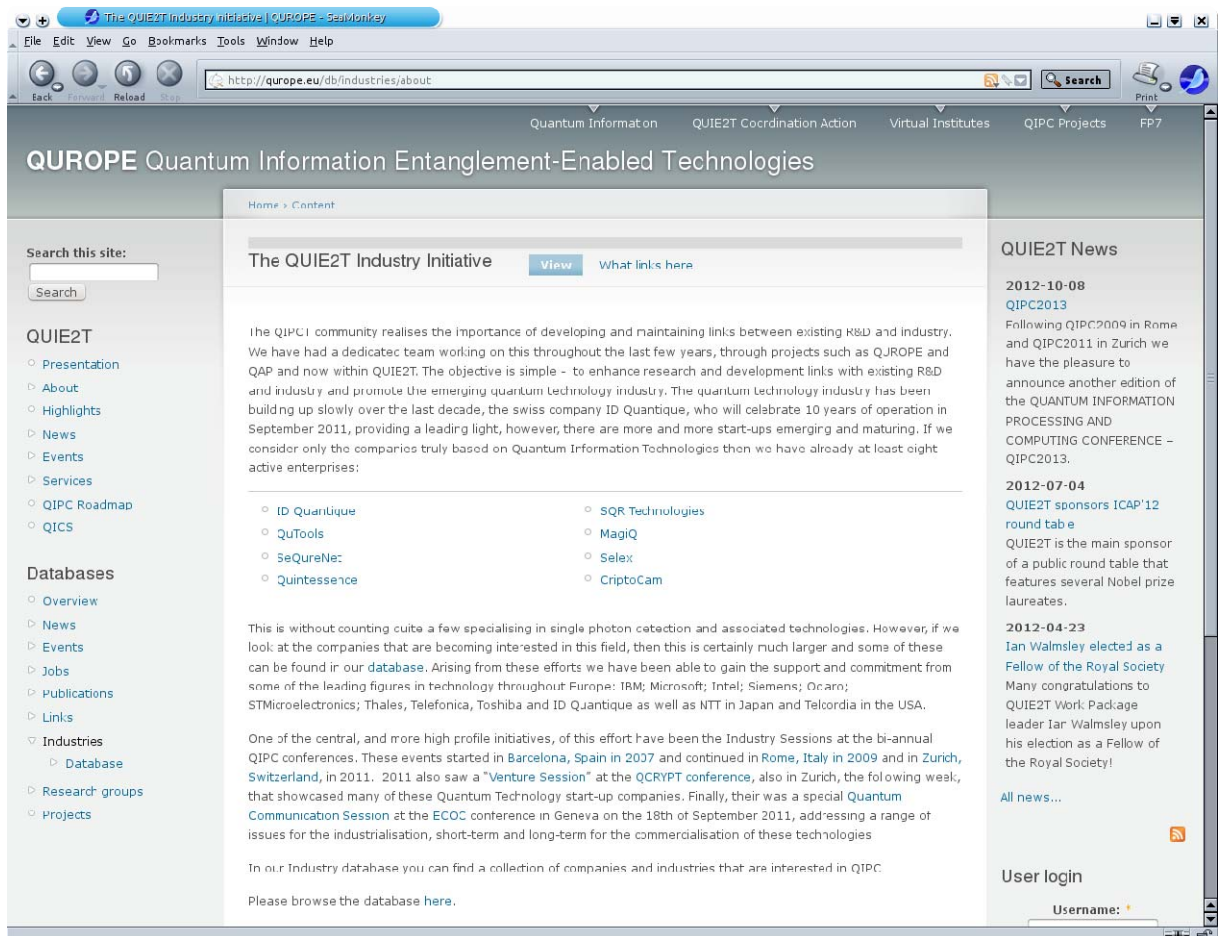 The QUIE2T Industry Initiative | QUROPE - SeaMonkey
File Edit View Go Bookmarks Tools Window Help
Back Forward Reload Stop
http://qurope.eu/db/industries/about
Search
Print
Quantum Information QUIE2T Coordination Action Virtual Institutes QIPC Projects FP7
QUROPE Quantum Information Entanglement-Enabled Technologies
Home › Content
Search this site:
Search
QUIE2T
Presentation
About
Highlights
News
Events
Services
QIPC Roadmap
QICS
Databases
Overview
News
Events
Jobs
Publications
Links
Industries
Database
Research groups
Projects
The QUIE2T Industry Initiative View What links here
The QIPCT community realises the importance of developing and maintaining links between existing R&D and industry.
We have had a dedicated team working on this throughout the last few years, through projects such as QUROPE and
QAP and now within QUIE2T. The objective is simple - to enhance research and development links with existing R&D
and industry and promote the emerging quantum technology industry. The quantum technology industry has been
building up slowly over the last decade, the swiss company ID Quantique, who will celebrate 10 years of operation in
September 2011, providing a leading light, however, there are more and more start-ups emerging and maturing. If we
consider only the companies truly based on Quantum Information Technologies then we have already at least eight
active enterprises:
ID Quantique
QuTools
SeQureNet
Quintessence
SQR Technologies
MagiQ
Selex
CriptoCam
This is without counting quite a few specialising in single photon detection and associated technologies. However, if we
look at the companies that are becoming interested in this field, then this is certainly much larger and some of these
can be found in our database. Arising from these efforts we have been able to gain the support and commitment from
some of the leading figures in technology throughout Europe: IBM; Microsoft; Intel; Siemens; Oclaro;
STMicroelectronics; Thales, Telefonica, Toshiba and ID Quantique as well as NTT in Japan and Telcordia in the USA.
One of the central, and more high profile initiatives, of this effort have been the Industry Sessions at the bi-annual
QIPC conferences. These events started in Barcelona, Spain in 2007 and continued in Rome, Italy in 2009 and in Zurich,
Switzerland, in 2011. 2011 also saw a "Venture Session" at the QCRYPT conference, also in Zurich, the following week,
that showcased many of these Quantum Technology start-up companies. Finally, their was a special Quantum
Communication Session at the ECOC conference in Geneva on the 18th of September 2011, addressing a range of
issues for the industrialisation, short-term and long-term for the commercialisation of these technologies
In our Industry database you can find a collection of companies and industries that are interested in QIPC
Please browse the database here.
QUIE2T News
2012-10-08
QIPC2013
Following QIPC2009 in Rome
and QIPC2011 in Zurich we
have the pleasure to
announce another edition of
the QUANTUM INFORMATION
PROCESSING AND
COMPUTING CONFERENCE –
QIPC2013.
2012-07-04
QUIE2T sponsors ICAP'12
round table
QUIE2T is the main sponsor
of a public round table that
features several Nobel prize
laureates.
2012-04-23
Ian Walmsley elected as a
Fellow of the Royal Society
Many congratulations to
QUIE2T Work Package
leader Ian Walmsley upon
his election as a Fellow of
the Royal Society!
All news...
User login
Username: *